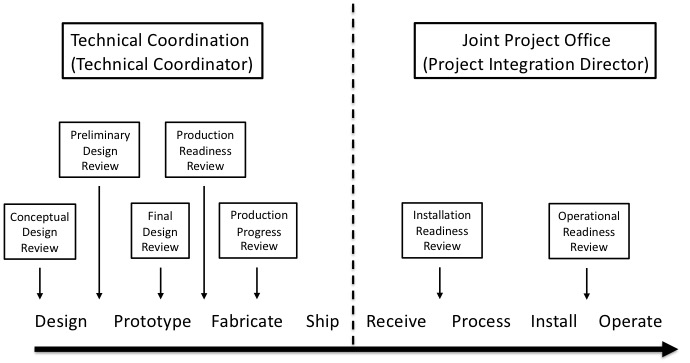 Technical Coordination
(Technical Coordinator)
Joint Project Office
(Project Integration Director)
Preliminary
Design
Review
Production
Readiness
Review
Conceptual
Design
Review
Final
Design
Review
Production
Progress
Review
Installation
Readiness
Review
Operational
Readiness
Review
Design Prototype Fabricate Ship Receive Process Install Operate